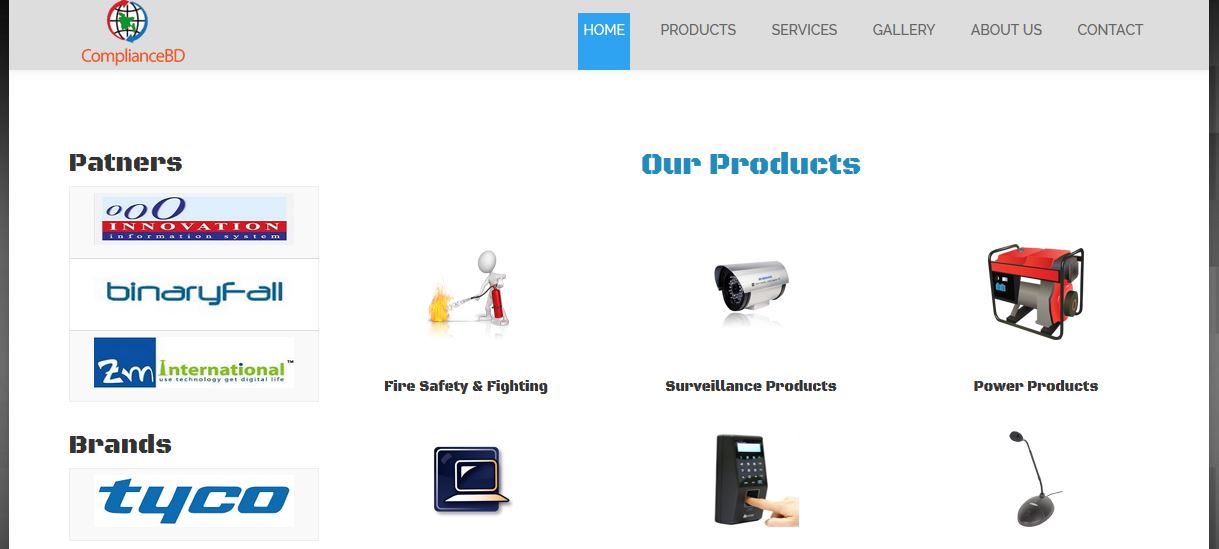 ComplianceBD
HOME PRODUCTS SERVICES GALLERY ABOUT US CONTACT
Patners
Our Products
oOO
INNOVATION
information system
binaryfall
Zm International™
use technology get digital life
Fire Safety & Fighting
Surveillance Products
Power Products
Brands
tyco